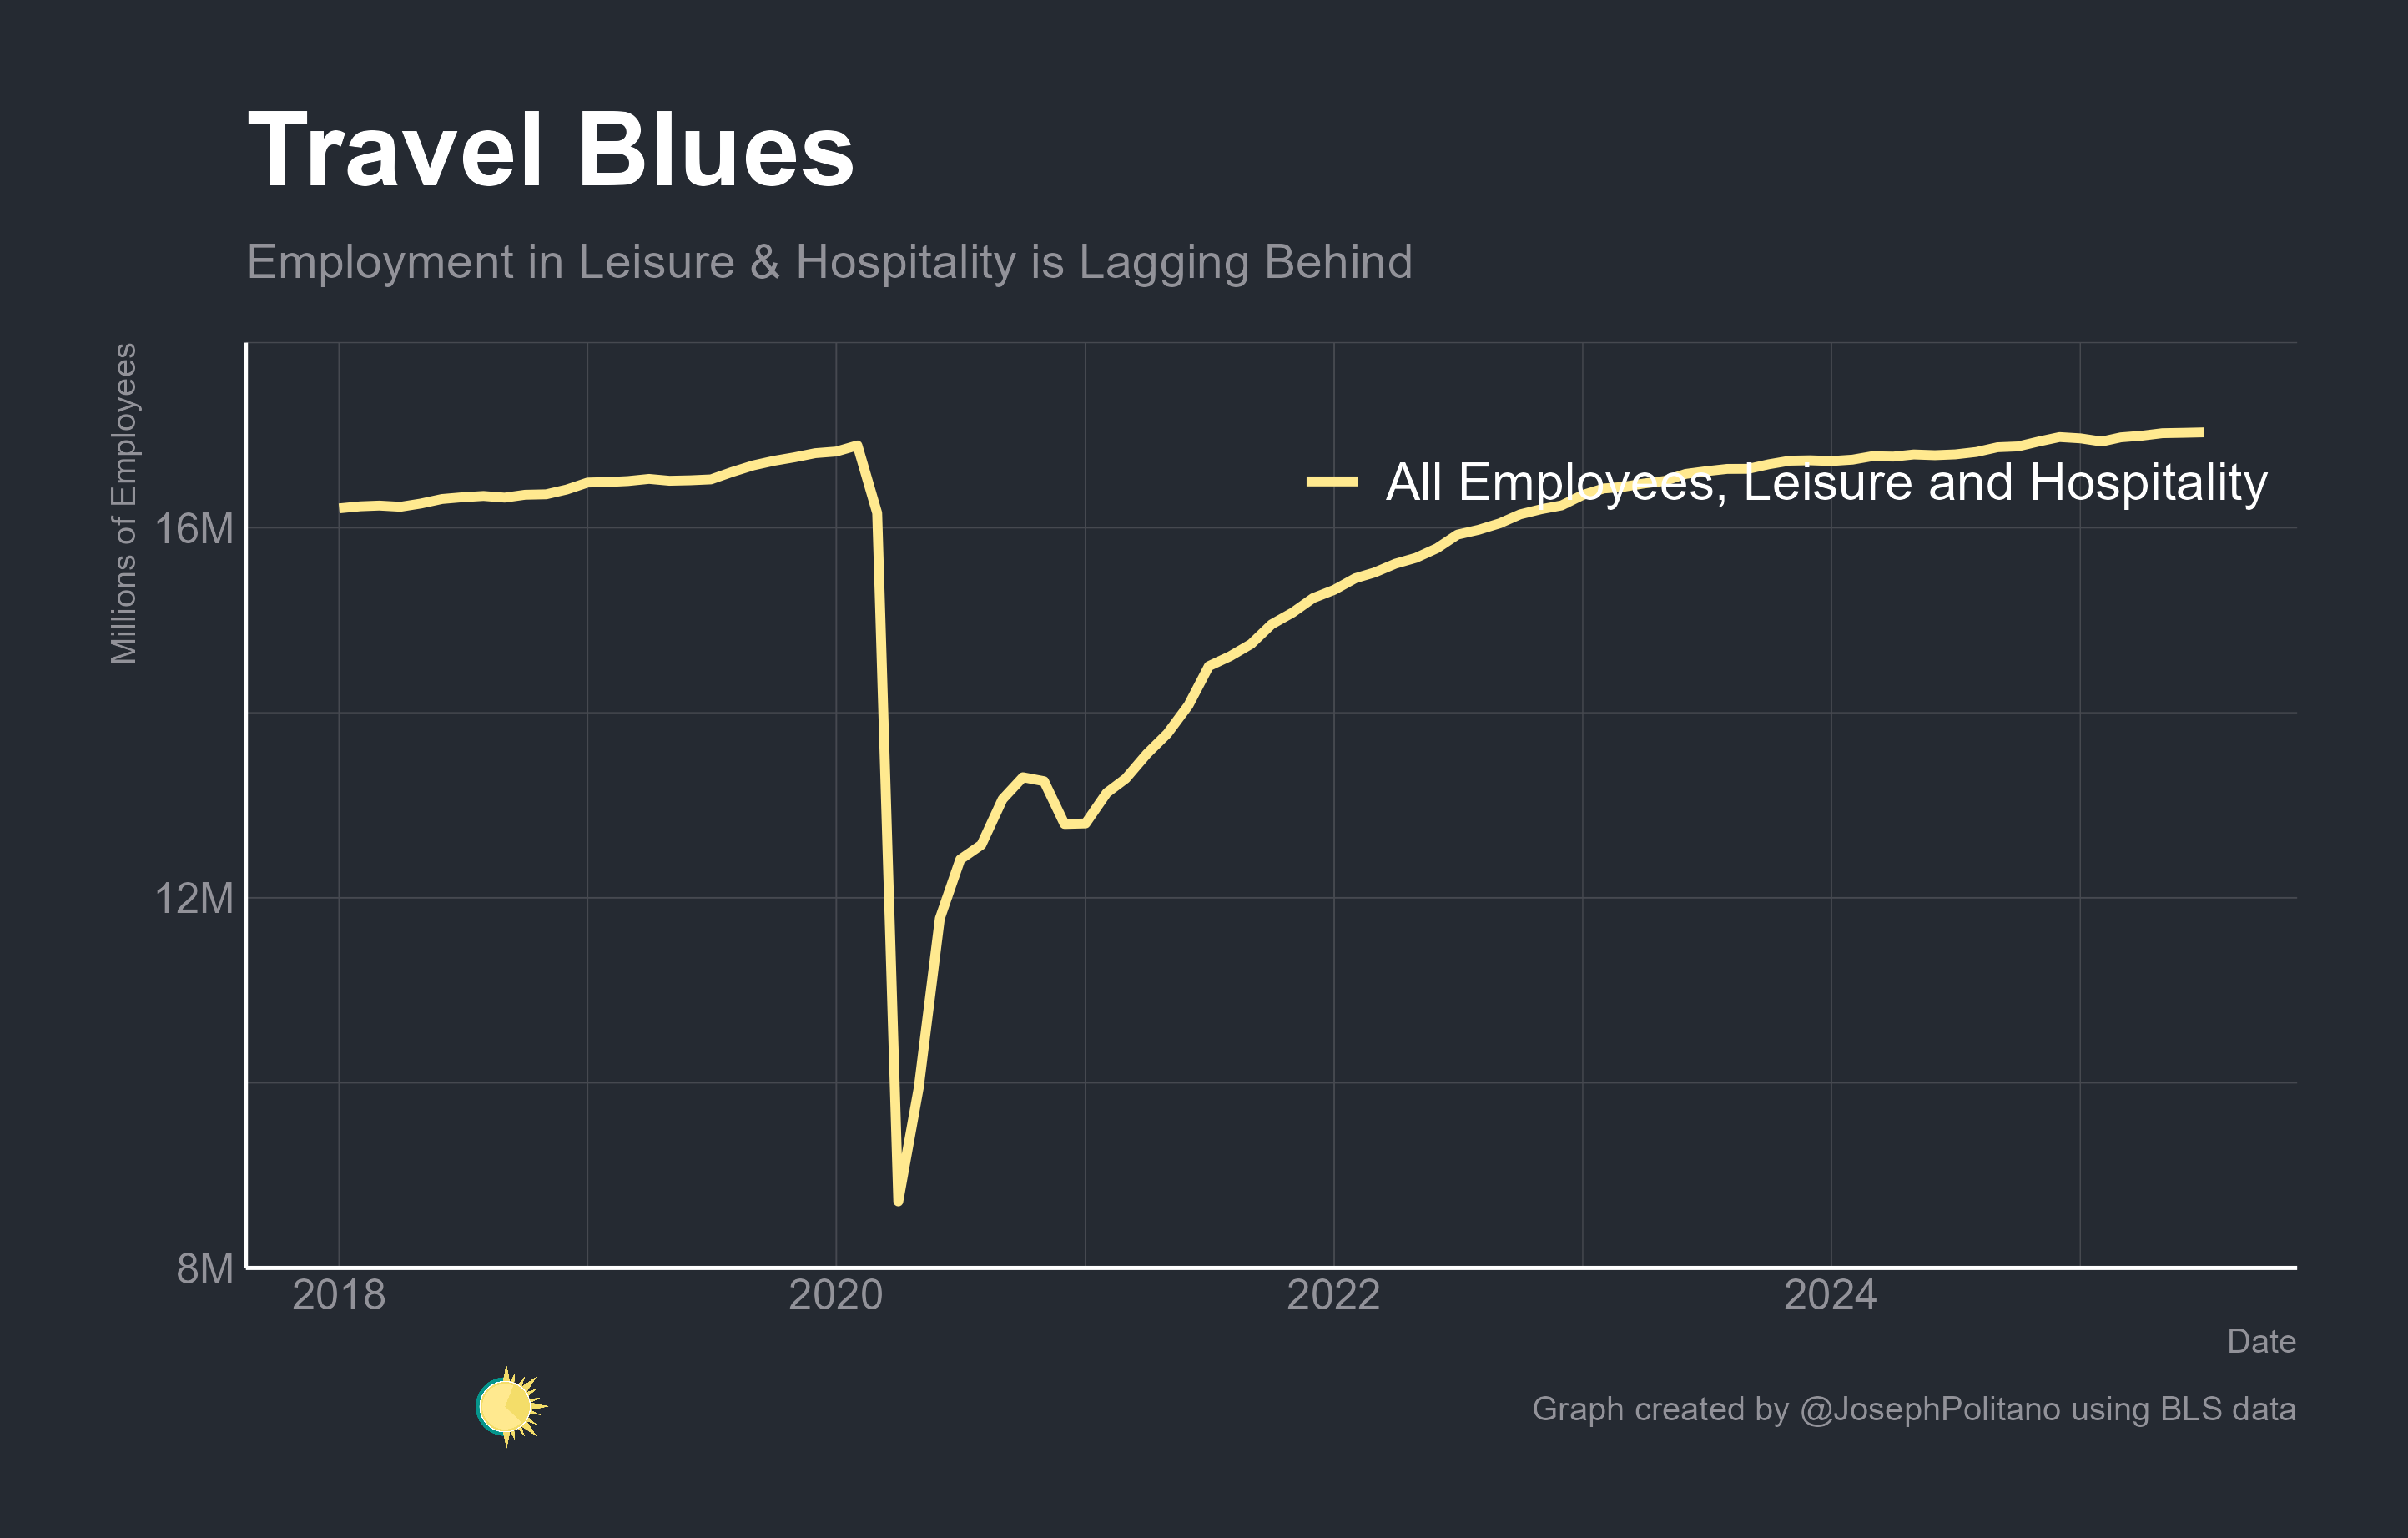 Travel Blues
Employment in Leisure & Hospitality is Lagging Behind
Millions of Employees
All Employees, Leisure and Hospitality
16M
12M
8M
2018
2020
2022
2024
Date
Graph created by @JosephPolitano using BLS data